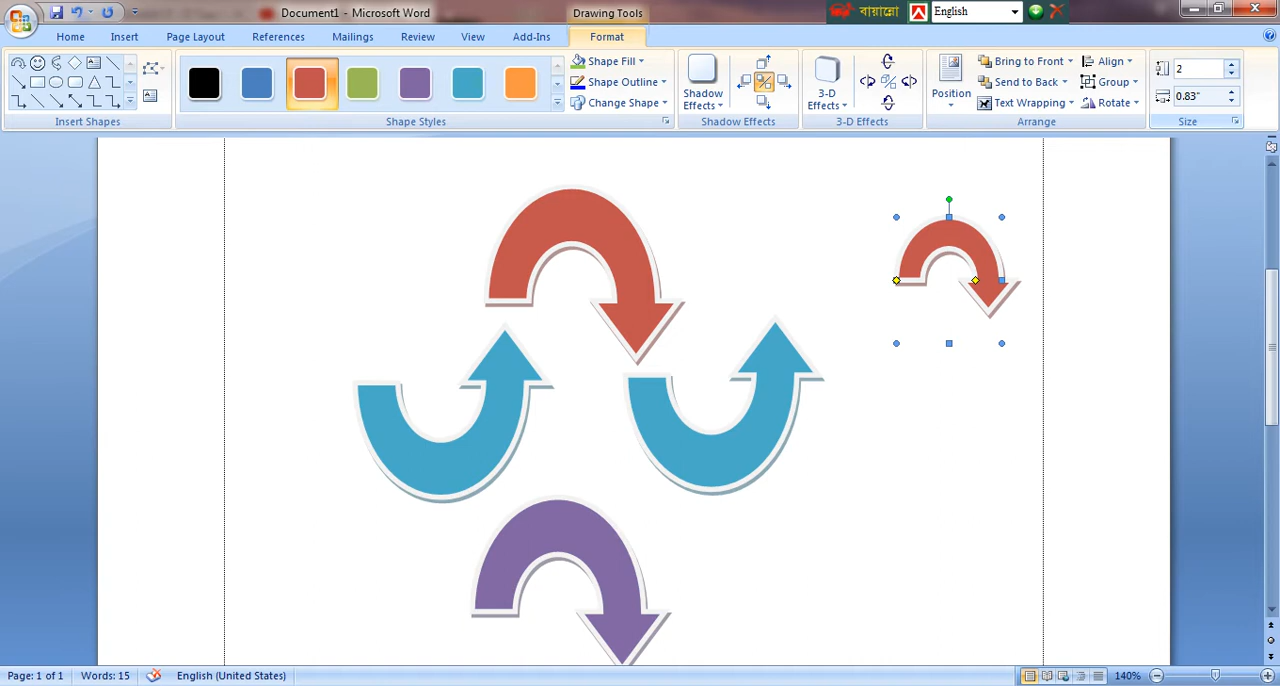 Document1 - Microsoft Word
Drawing Tools
বায়ান্নো
English
Home
Insert
Page Layout
References
Mailings
Review
View
Add-Ins
Format
Shape Fill
Shape Outline
Change Shape
Shadow
Effects
3-D
Effects
Position
Bring to Front
Send to Back
Text Wrapping
Align
Group
Rotate
2
0.83"
Insert Shapes
Shape Styles
Shadow Effects
3-D Effects
Arrange
Size
Page: 1 of 1
Words: 15
English (United States)
140%